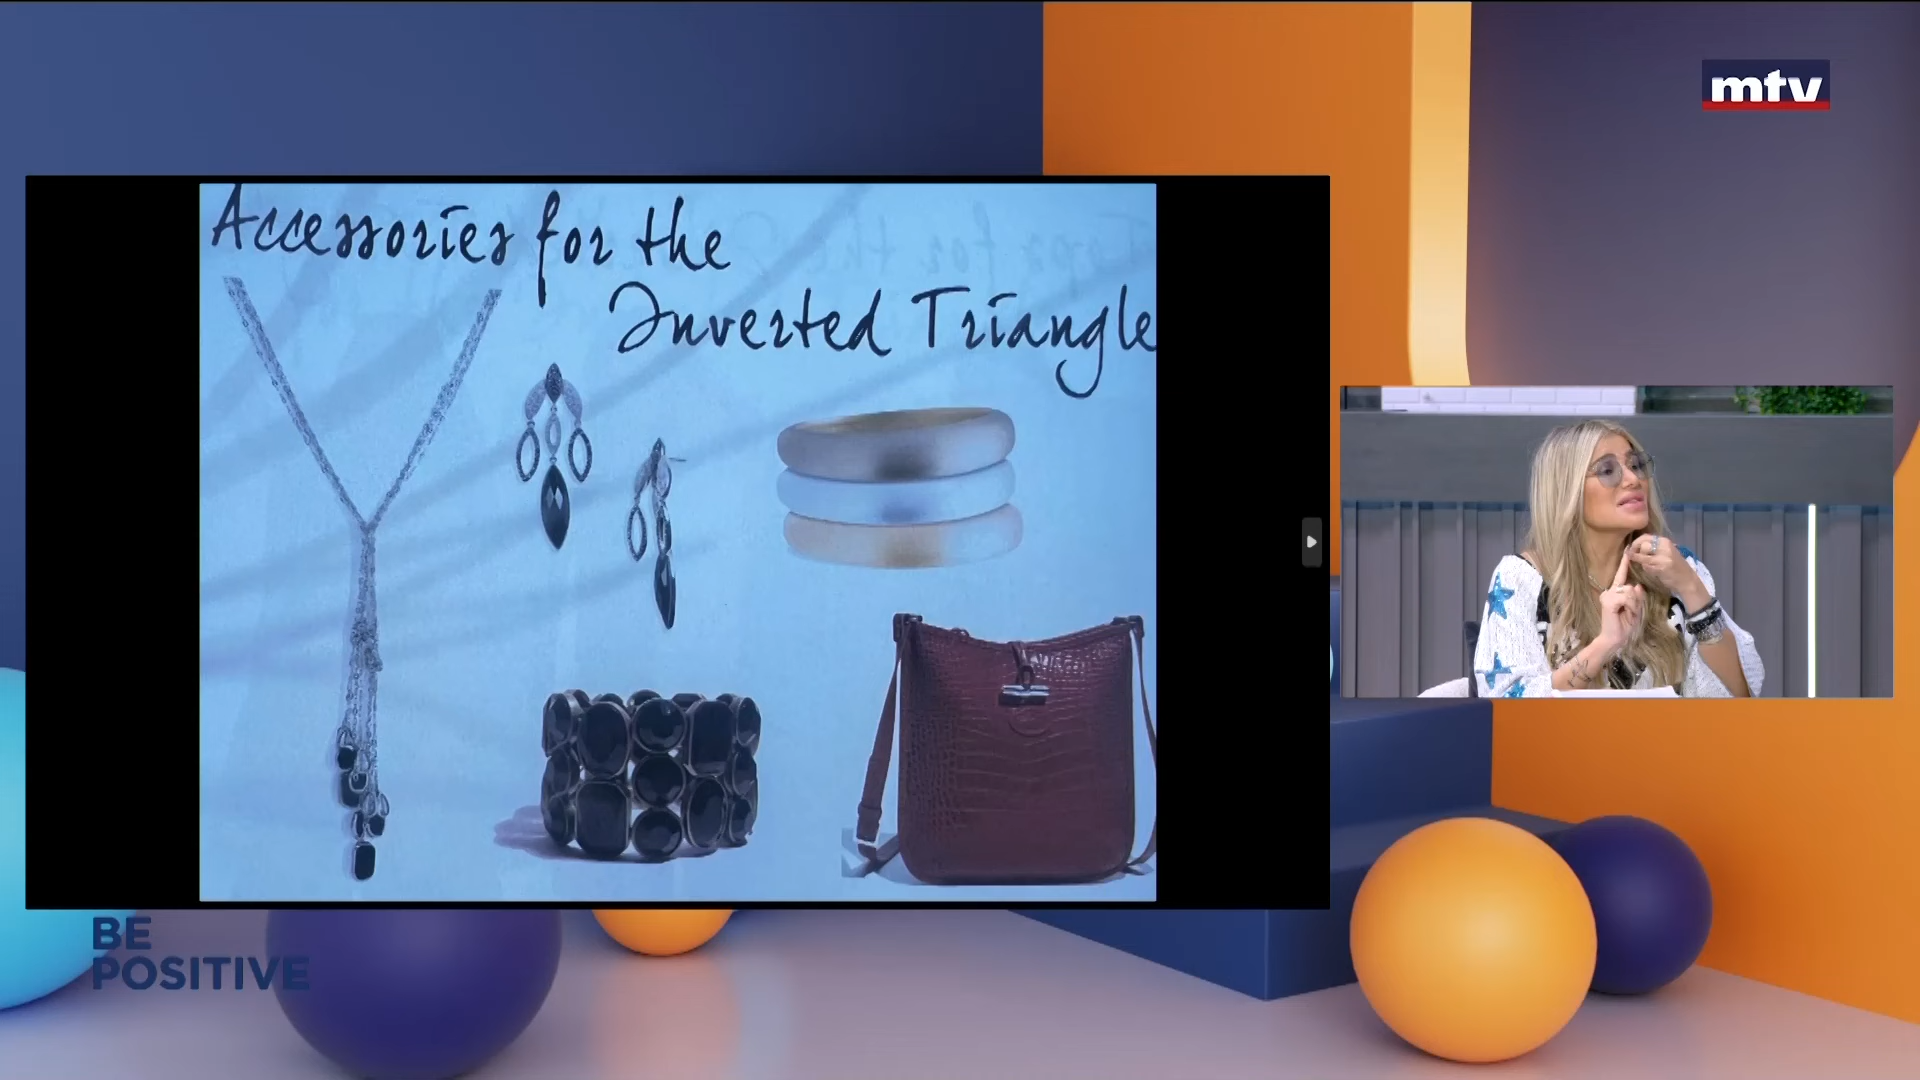 mtv
Accessories for the
Inverted Triangle
BE
POSITIVE